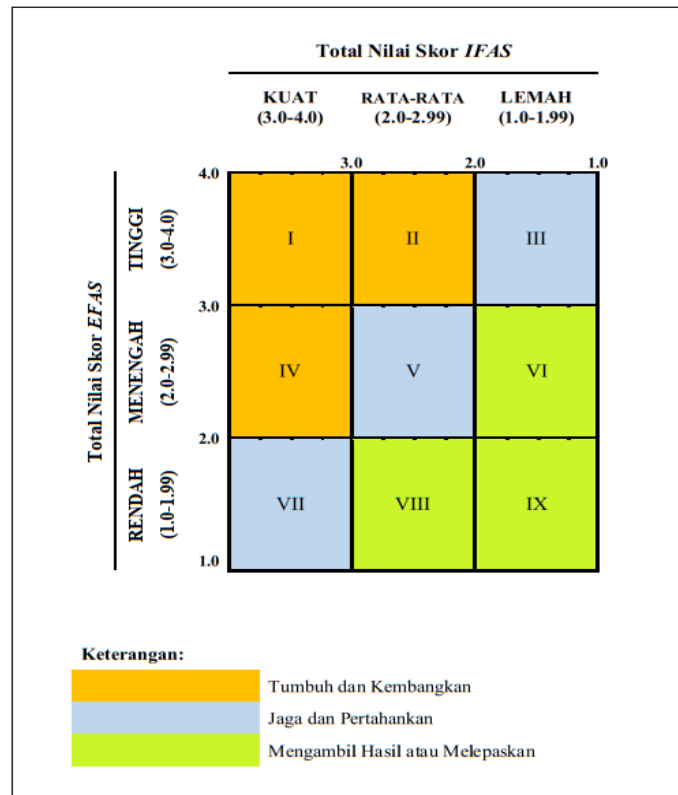 Total Nilai Skor IFAS
KUAT
(3.0-4.0)
RATA-RATA
(2.0-2.99)
LEMAH
(1.0-1.99)
4.0
3.0
2.0
1.0
Total Nilai Skor EFAS
TINGGI
(3.0-4.0)
I
II
III
3.0
MENENGAH
(2.0-2.99)
IV
V
VI
2.0
RENDAH
(1.0-1.99)
VII
VIII
IX
1.0
Keterangan:
Tumbuh dan Kembangkan
Jaga dan Pertahankan
Mengambil Hasil atau Melepaskan